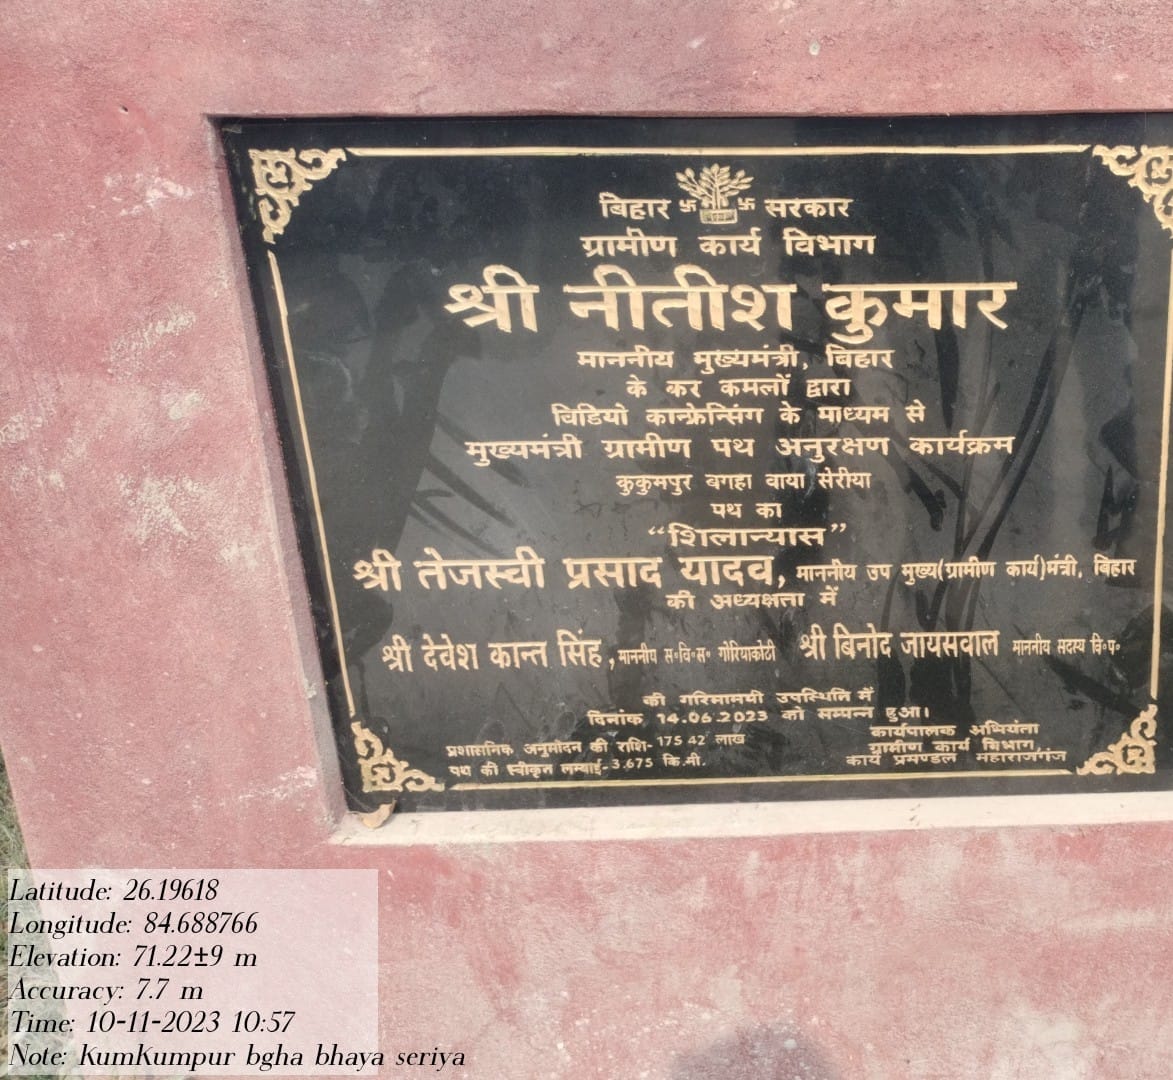 बिहार 卐 卐 सरकार
ग्रामीण कार्य विभाग
श्री नीतीश कुमार
माननीय मुख्यमंत्री, बिहार
के कर कमलों द्वारा
विडियो कान्फ्रेन्सिंग के माध्यम से
मुख्यमंत्री ग्रामीण पथ अनुरक्षण कार्यक्रम
कुकुमपुर बगहा वाया सेरीया
पथ का
“शिलान्यास”
श्री तेजस्वी प्रसाद यादव, माननीय उप मुख्य(ग्रामीण कार्य)मंत्री, बिहार
की अध्यक्षता में
श्री देवेश कान्त सिंह, माननीय स॰वि॰स॰ गोरियाकोठी श्री बिनोद जायसवाल माननीय सदस्य वि॰प॰
की गरिमामयी उपस्थिति में
दिनांक 14.06.2023 को सम्पन्न हुआ।
प्रशासनिक अनुमोदन की राशि-175.42 लाख
पथ की स्वीकृत लम्बाई-3.675 कि.मी.
कार्यपालक अभियंता
ग्रामीण कार्य विभाग,
कार्य प्रमण्डल महाराजगंज
Latitude: 26.19618
Longitude: 84.688766
Elevation: 71.22±9 m
Accuracy: 7.7 m
Time: 10-11-2023 10:57
Note: KumKumpur bgha bhaya seriya